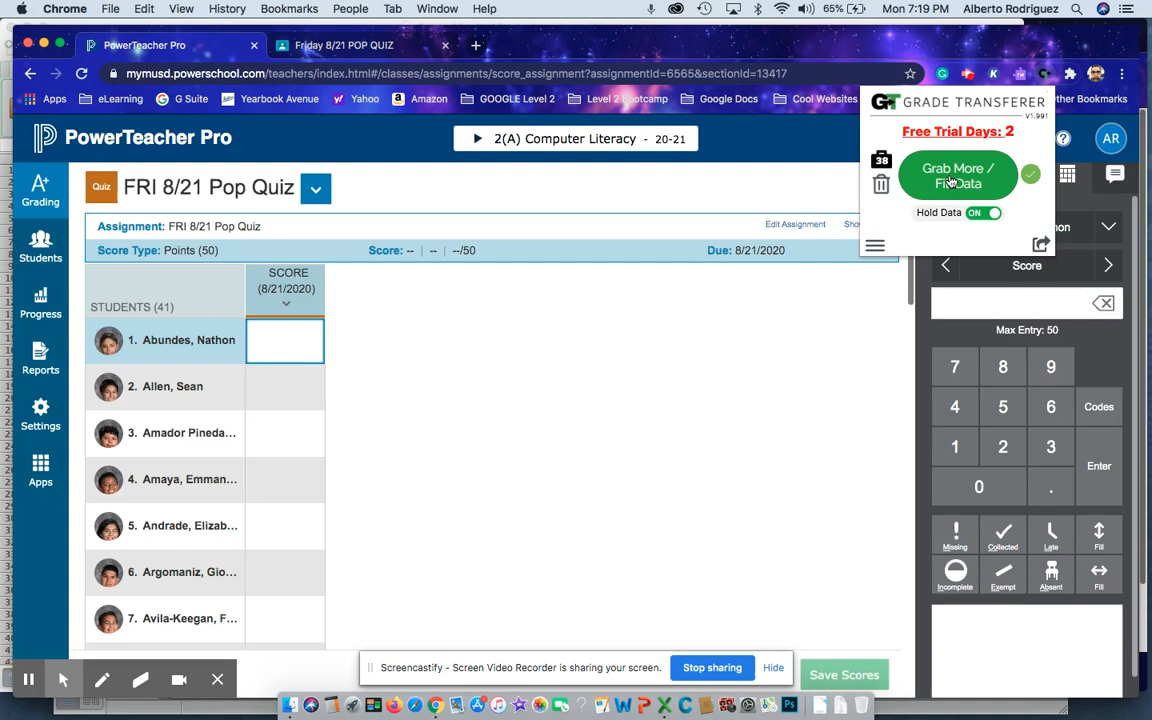 Chrome File Edit View History Bookmarks People Tab Window Help 65% Mon 7:19 PM Alberto Rodriguez
PowerTeacher Pro Friday 8/21 POP QUIZ
mymusd.powerschool.com/teachers/index.html#/classes/assignments/score_assignment?assignmentId=6565&sectionId=13417
Apps eLearning G Suite Yearbook Avenue Yahoo Amazon GOOGLE Level 2 Level 2 Bootcamp Google Docs Cool Websites Other Bookmarks
GT GRADE TRANSFERER
V1.991
Free Trial Days: 2
38
Grab More /
Fill Data
Hold Data ON
PowerTeacher Pro
2(A) Computer Literacy - 20-21
? AR
A+
Grading
Students
Progress
Reports
Settings
Apps
Quiz FRI 8/21 Pop Quiz
Assignment: FRI 8/21 Pop Quiz Edit Assignment Sho
Score Type: Points (50) Score: -- | -- | --/50 Due: 8/21/2020
STUDENTS (41)
SCORE
(8/21/2020)
1. Abundes, Nathon
2. Allen, Sean
3. Amador Pineda...
4. Amaya, Emman...
5. Andrade, Elizab...
6. Argomaniz, Gio...
7. Avila-Keegan, F...
hon
Score
Max Entry: 50
7 8 9
4 5 6 Codes
1 2 3
Enter
0 .
Missing Collected Late Fill
Incomplete Exempt Absent Fill
Screencastify - Screen Video Recorder is sharing your screen. Stop sharing Hide
Save Scores